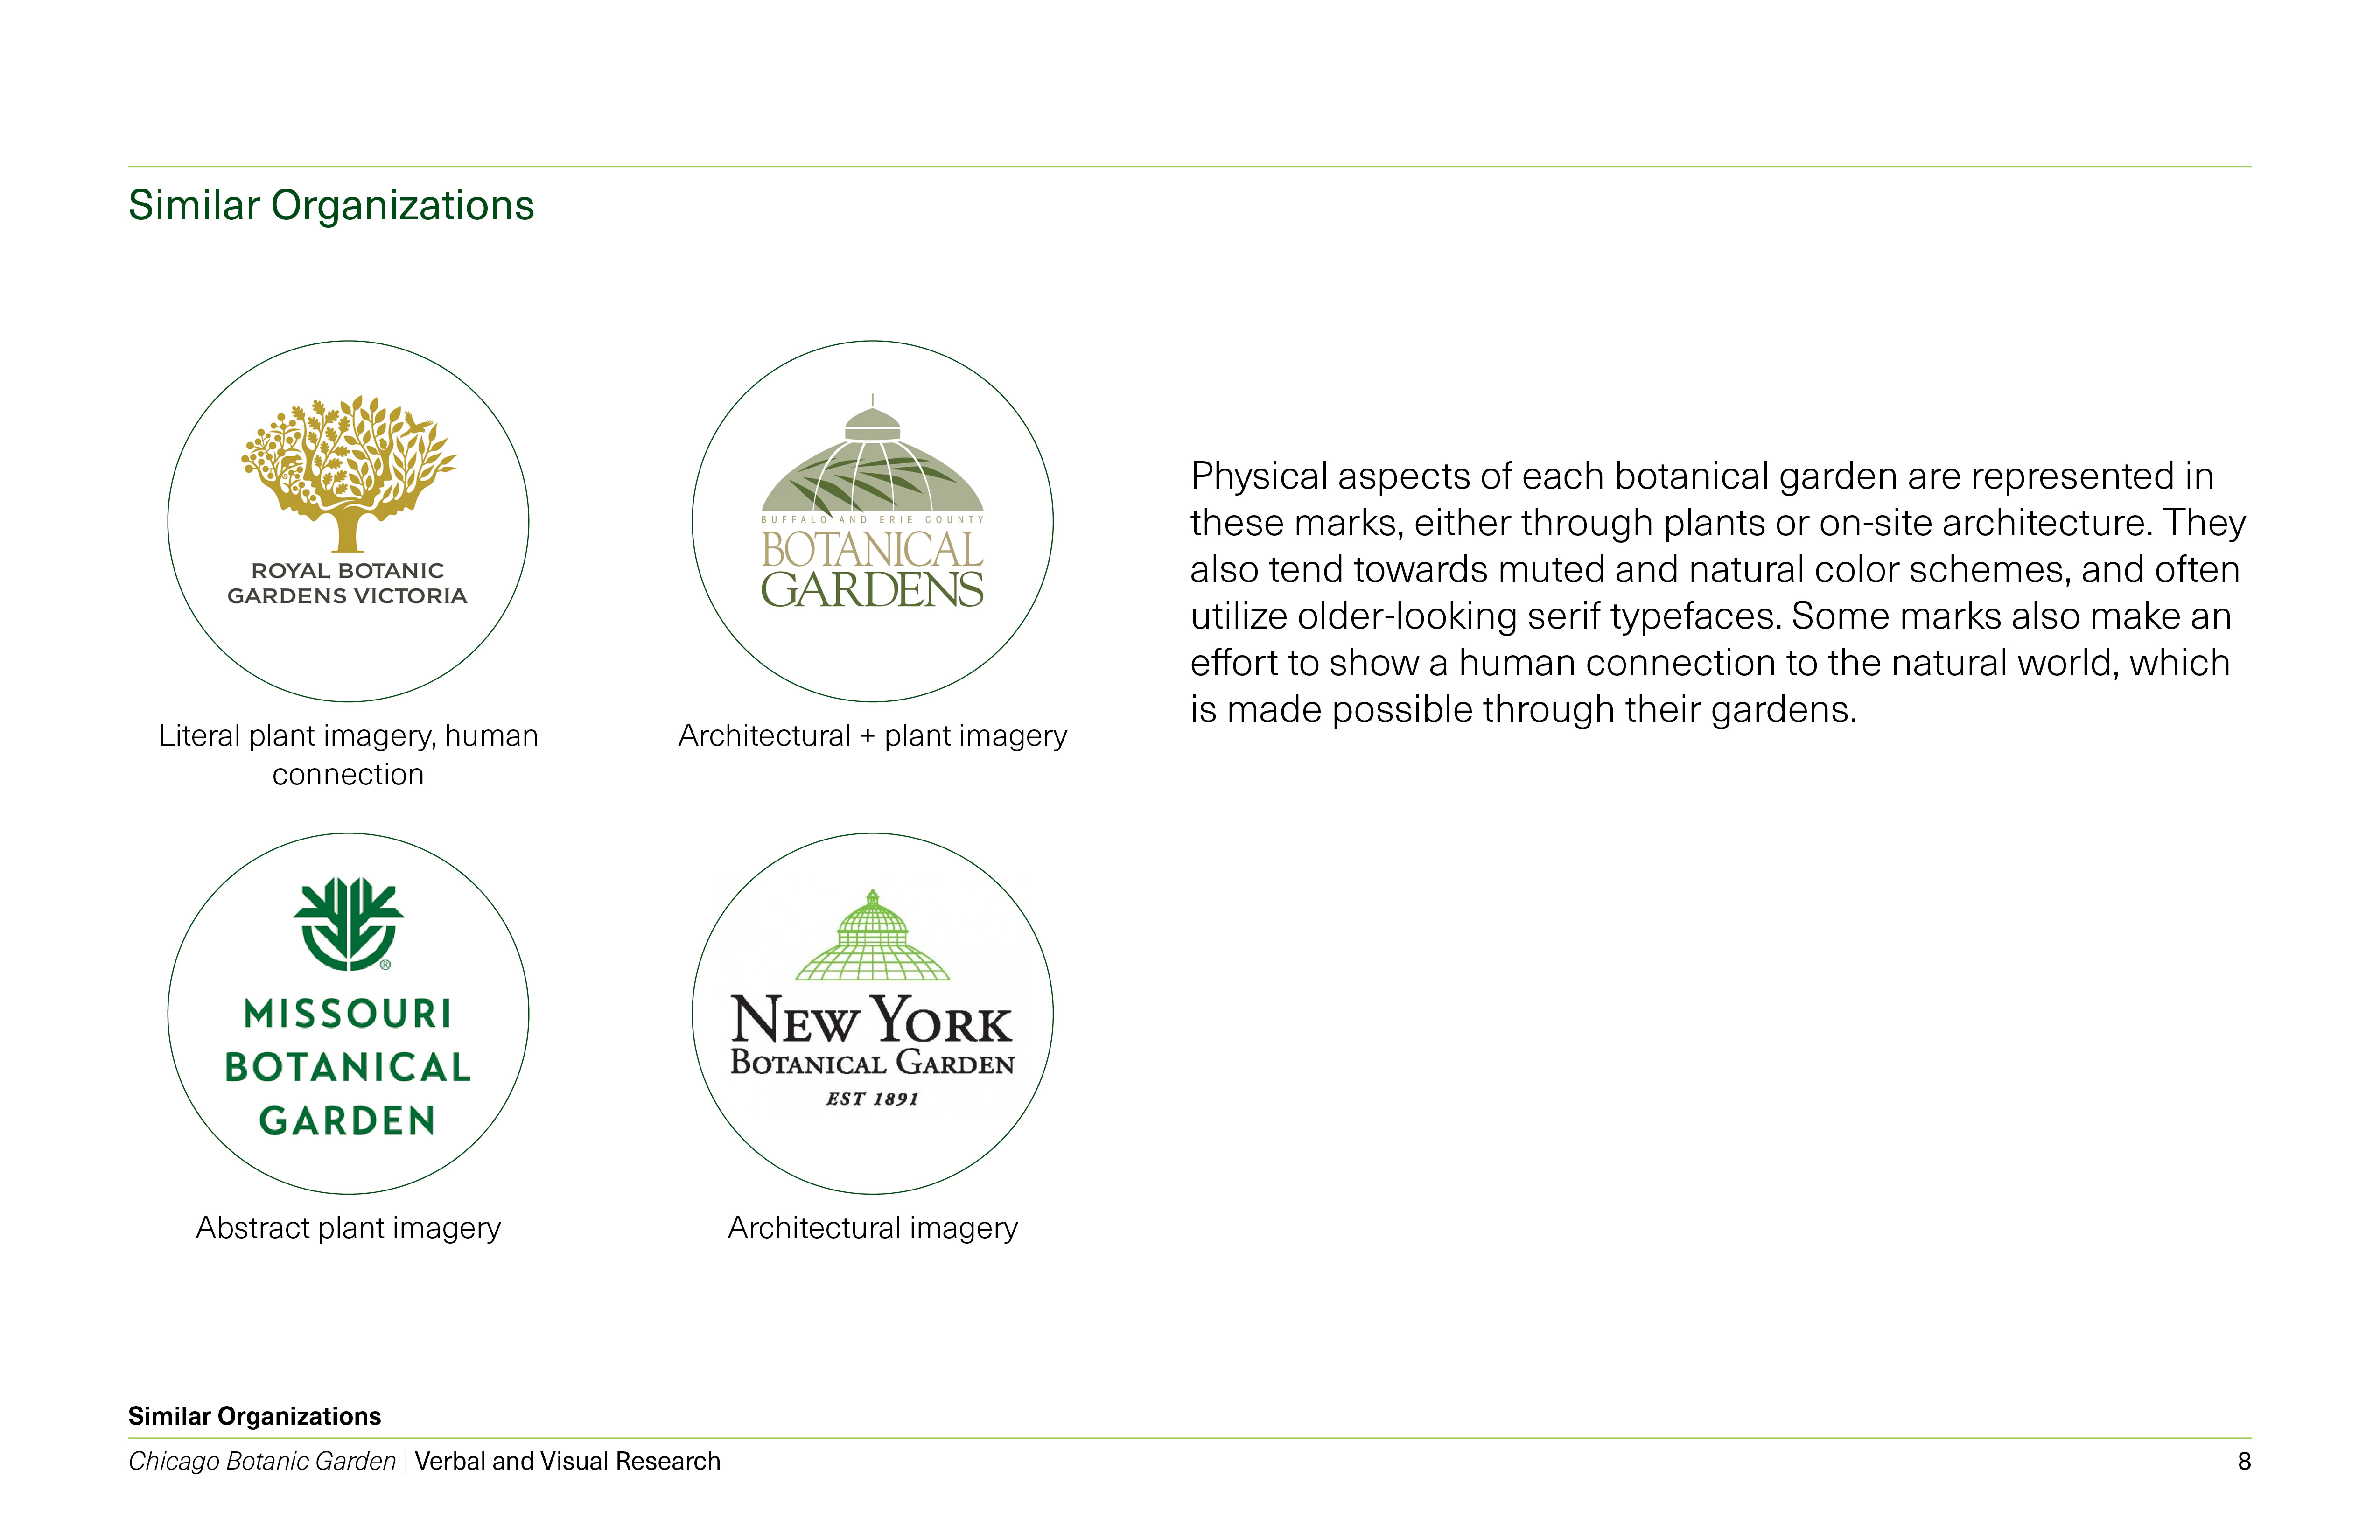 Similar Organizations
ROYAL BOTANIC
GARDENS VICTORIA
Literal plant imagery, human
connection
BUFFALO AND ERIE COUNTY
BOTANICAL
GARDENS
Architectural + plant imagery
MISSOURI
BOTANICAL
GARDEN
®
Abstract plant imagery
NEW YORK
BOTANICAL GARDEN
EST 1891
Architectural imagery
Physical aspects of each botanical garden are represented in
these marks, either through plants or on-site architecture. They
also tend towards muted and natural color schemes, and often
utilize older-looking serif typefaces. Some marks also make an
effort to show a human connection to the natural world, which
is made possible through their gardens.
Similar Organizations
Chicago Botanic Garden | Verbal and Visual Research
8